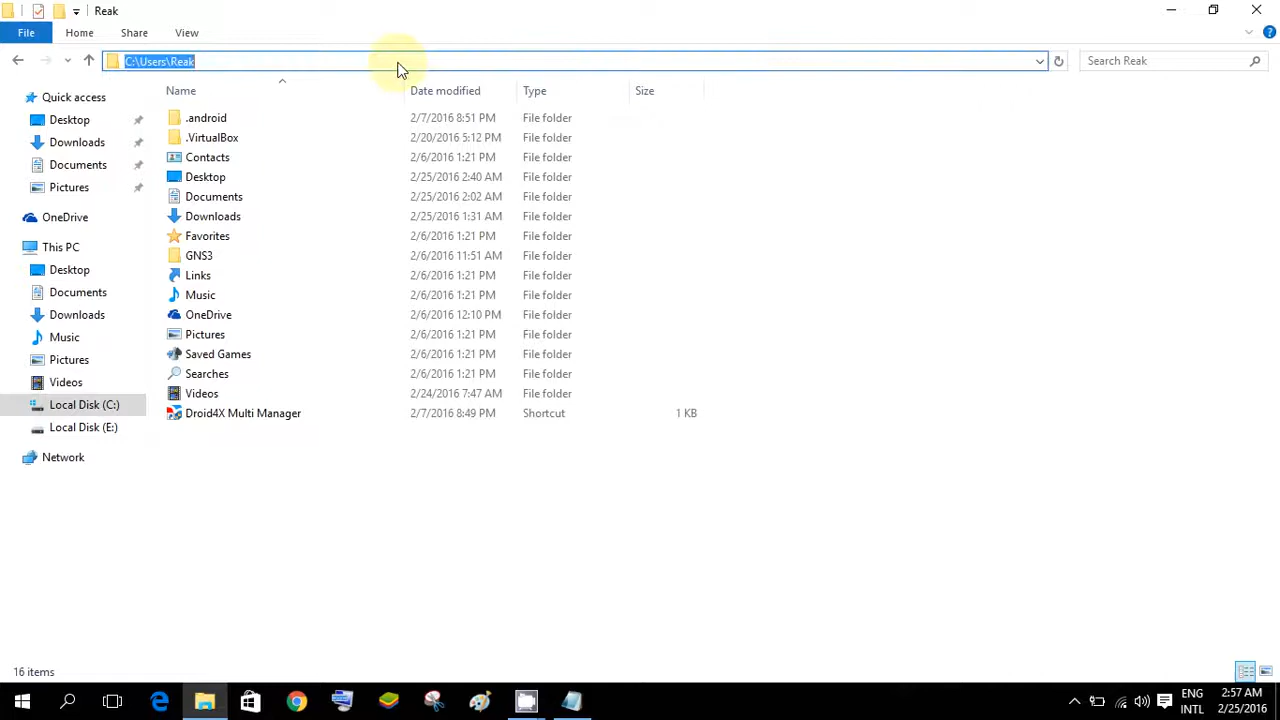 Reak
File Home Share View
C:\Users\Reak
Search Reak
Name Date modified Type Size
Quick access
Desktop
Downloads
Documents
Pictures
OneDrive
This PC
Desktop
Documents
Downloads
Music
Pictures
Videos
Local Disk (C:)
Local Disk (E:)
Network
.android 2/7/2016 8:51 PM File folder
.VirtualBox 2/20/2016 5:12 PM File folder
Contacts 2/6/2016 1:21 PM File folder
Desktop 2/25/2016 2:40 AM File folder
Documents 2/25/2016 2:02 AM File folder
Downloads 2/25/2016 1:31 AM File folder
Favorites 2/6/2016 1:21 PM File folder
GNS3 2/6/2016 11:51 AM File folder
Links 2/6/2016 1:21 PM File folder
Music 2/6/2016 1:21 PM File folder
OneDrive 2/6/2016 12:10 PM File folder
Pictures 2/6/2016 1:21 PM File folder
Saved Games 2/6/2016 1:21 PM File folder
Searches 2/6/2016 1:21 PM File folder
Videos 2/24/2016 7:47 AM File folder
Droid4X Multi Manager 2/7/2016 8:49 PM Shortcut 1 KB
16 items
ENG
INTL
2:57 AM
2/25/2016